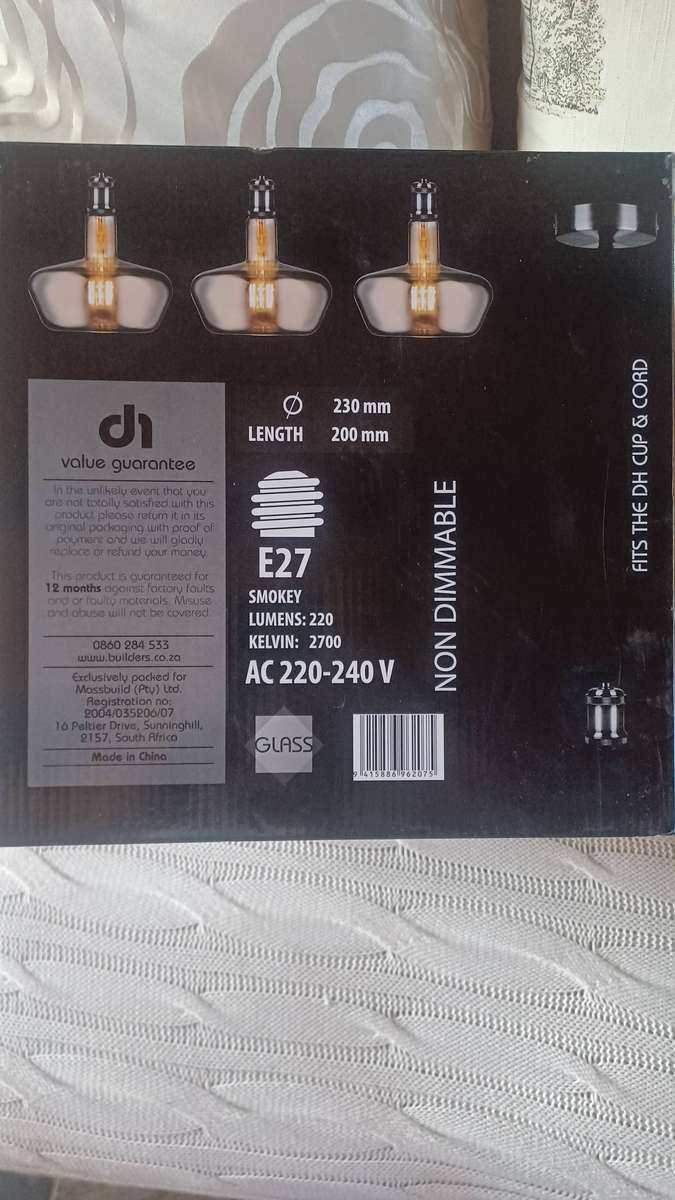 dh
value guarantee
In the unlikely event that you
are not totally satisfied with this
product please return it in its
original packaging with proof of
payment and we will gladly
replace or refund your money
This product is guaranteed for
12 months against factory faults
and or faulty materials. Misuse
and abuse will not be covered.
0860 284 533
www.builders.co.za
Exclusively packed for
Massbuild (Pty) Ltd.
Registration no:
2004/035206/07
16 Peltier Drive, Sunninghill,
2157, South Africa
Made in China
Ø 230 mm
LENGTH 200 mm
E27
SMOKEY
LUMENS: 220
KELVIN: 2700
AC 220-240 V
GLASS
9 415886 962075
NON DIMMABLE
FITS THE DH CUP & CORD